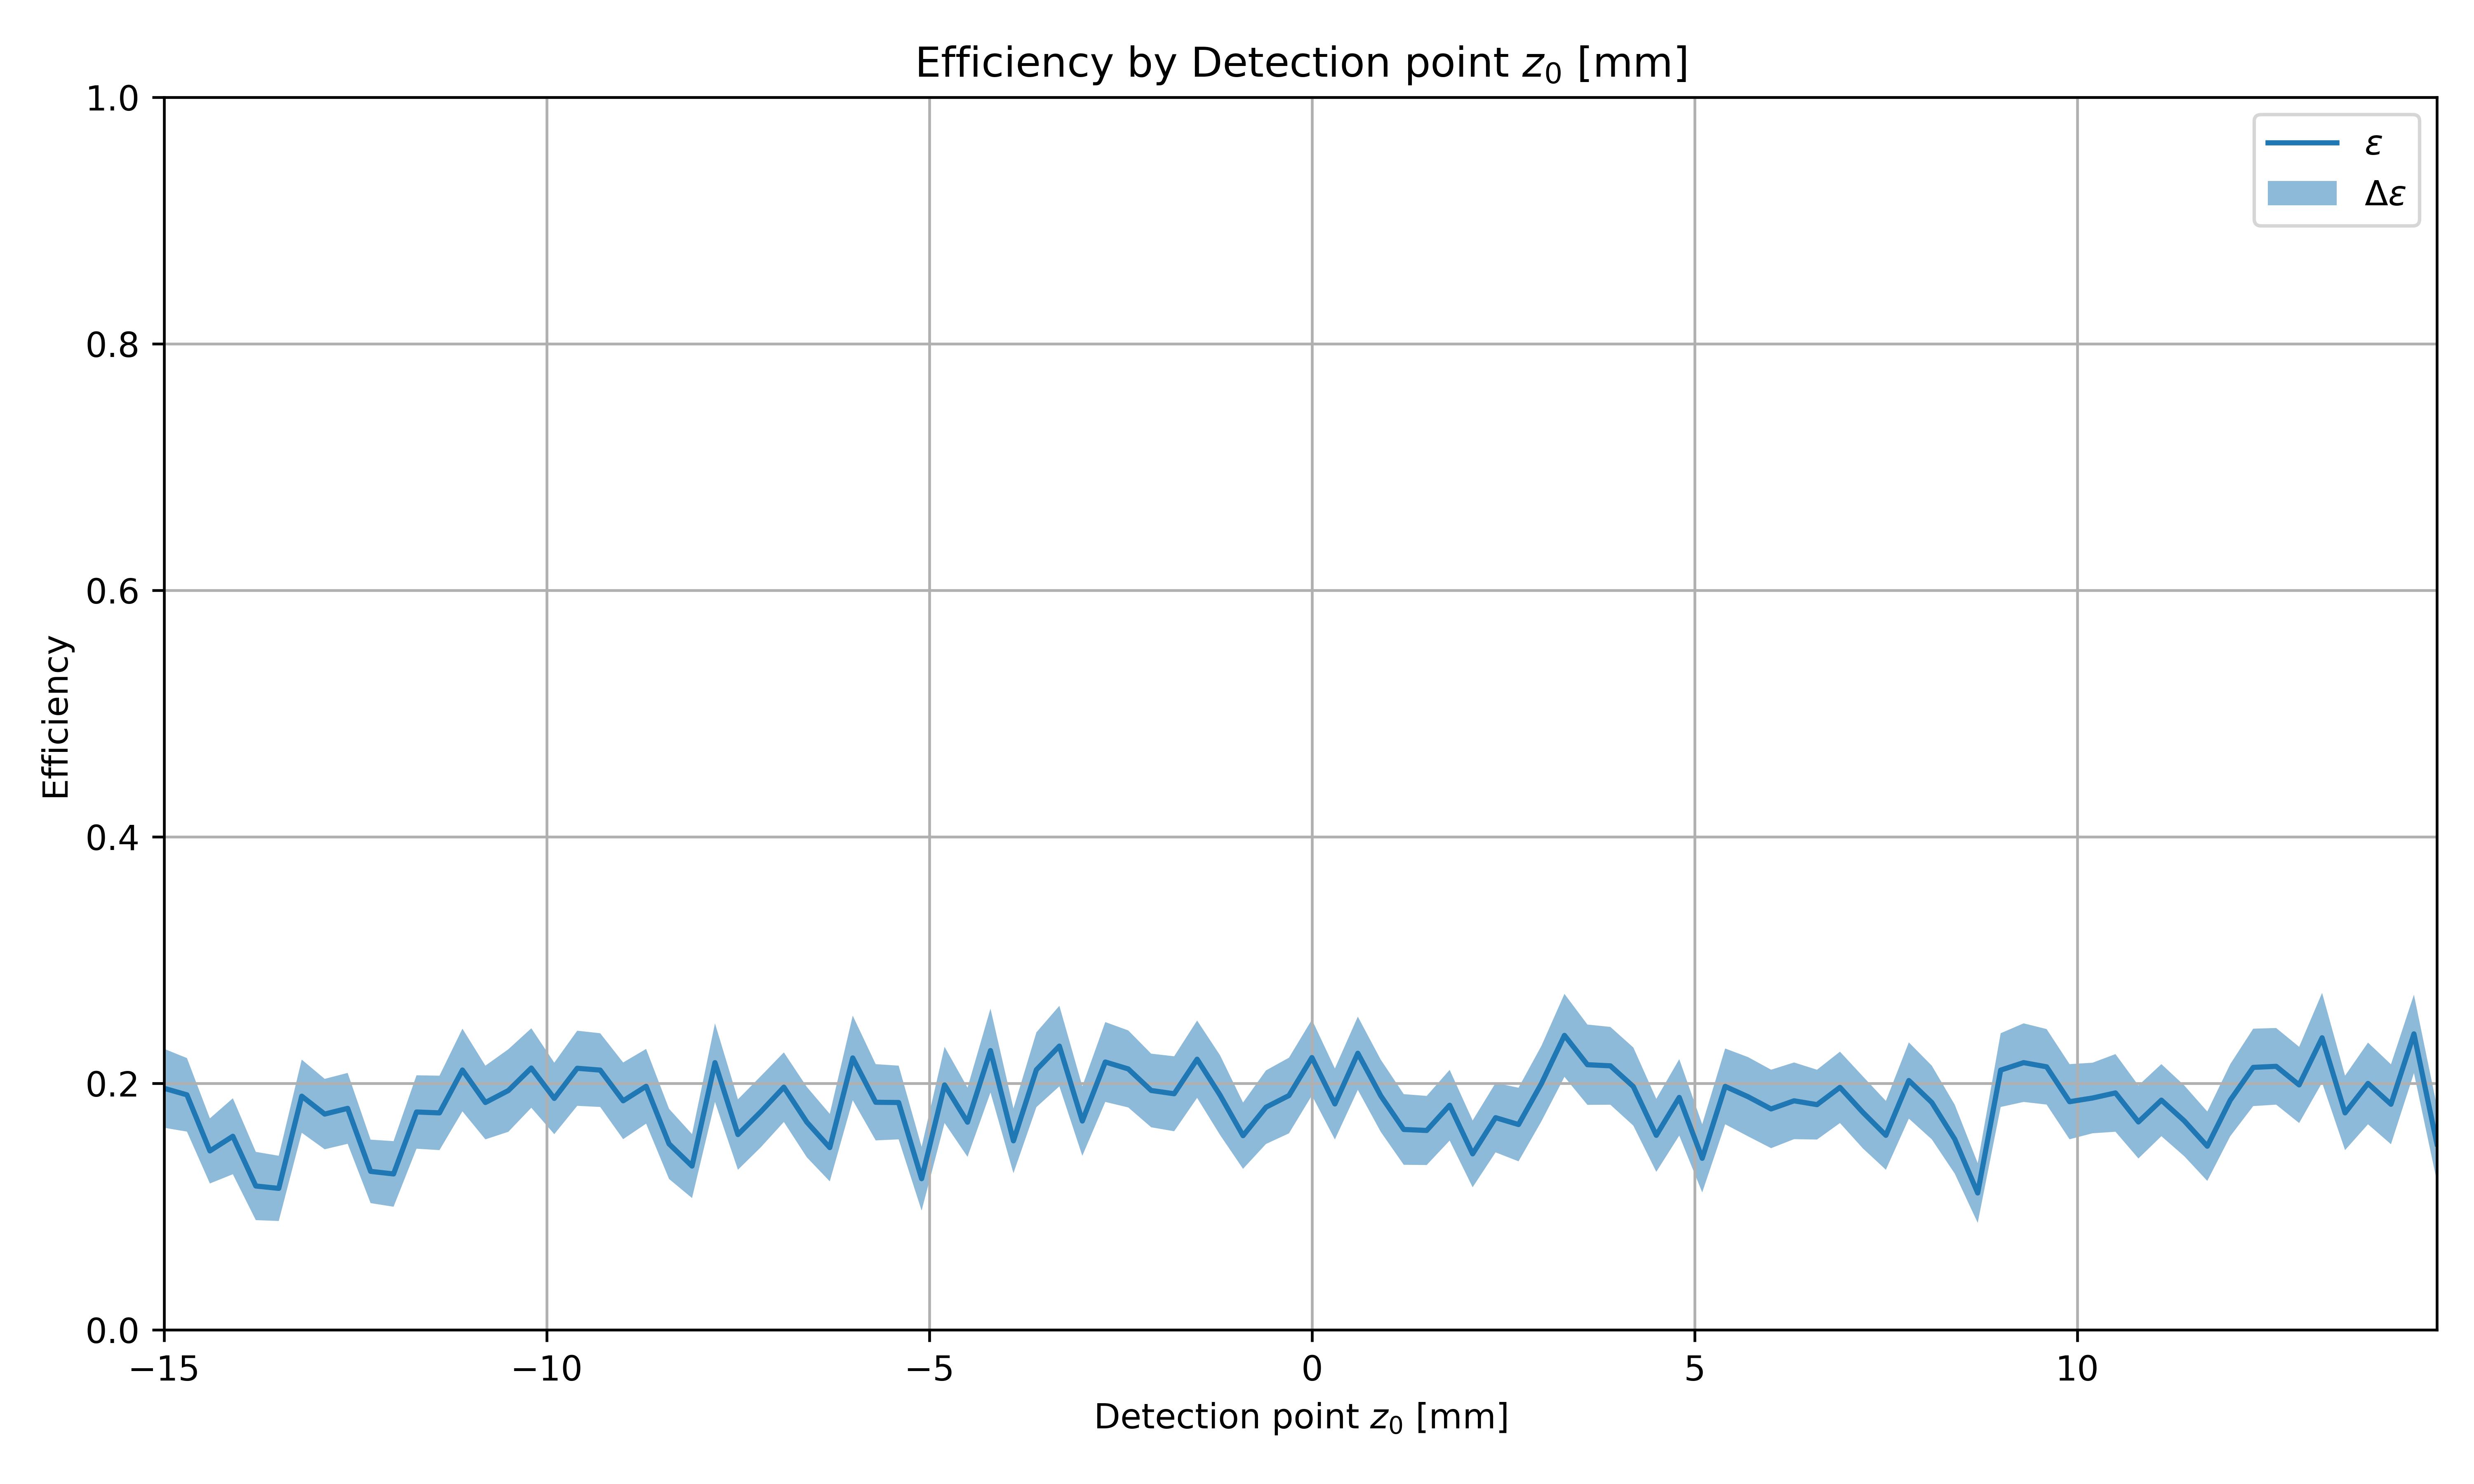 Efficiency by Detection point z₀ [mm]
1.0
ε
Δε
0.8
0.6
Efficiency
0.4
0.2
0.0
−15 −10 −5 0 5 10
Detection point z₀ [mm]